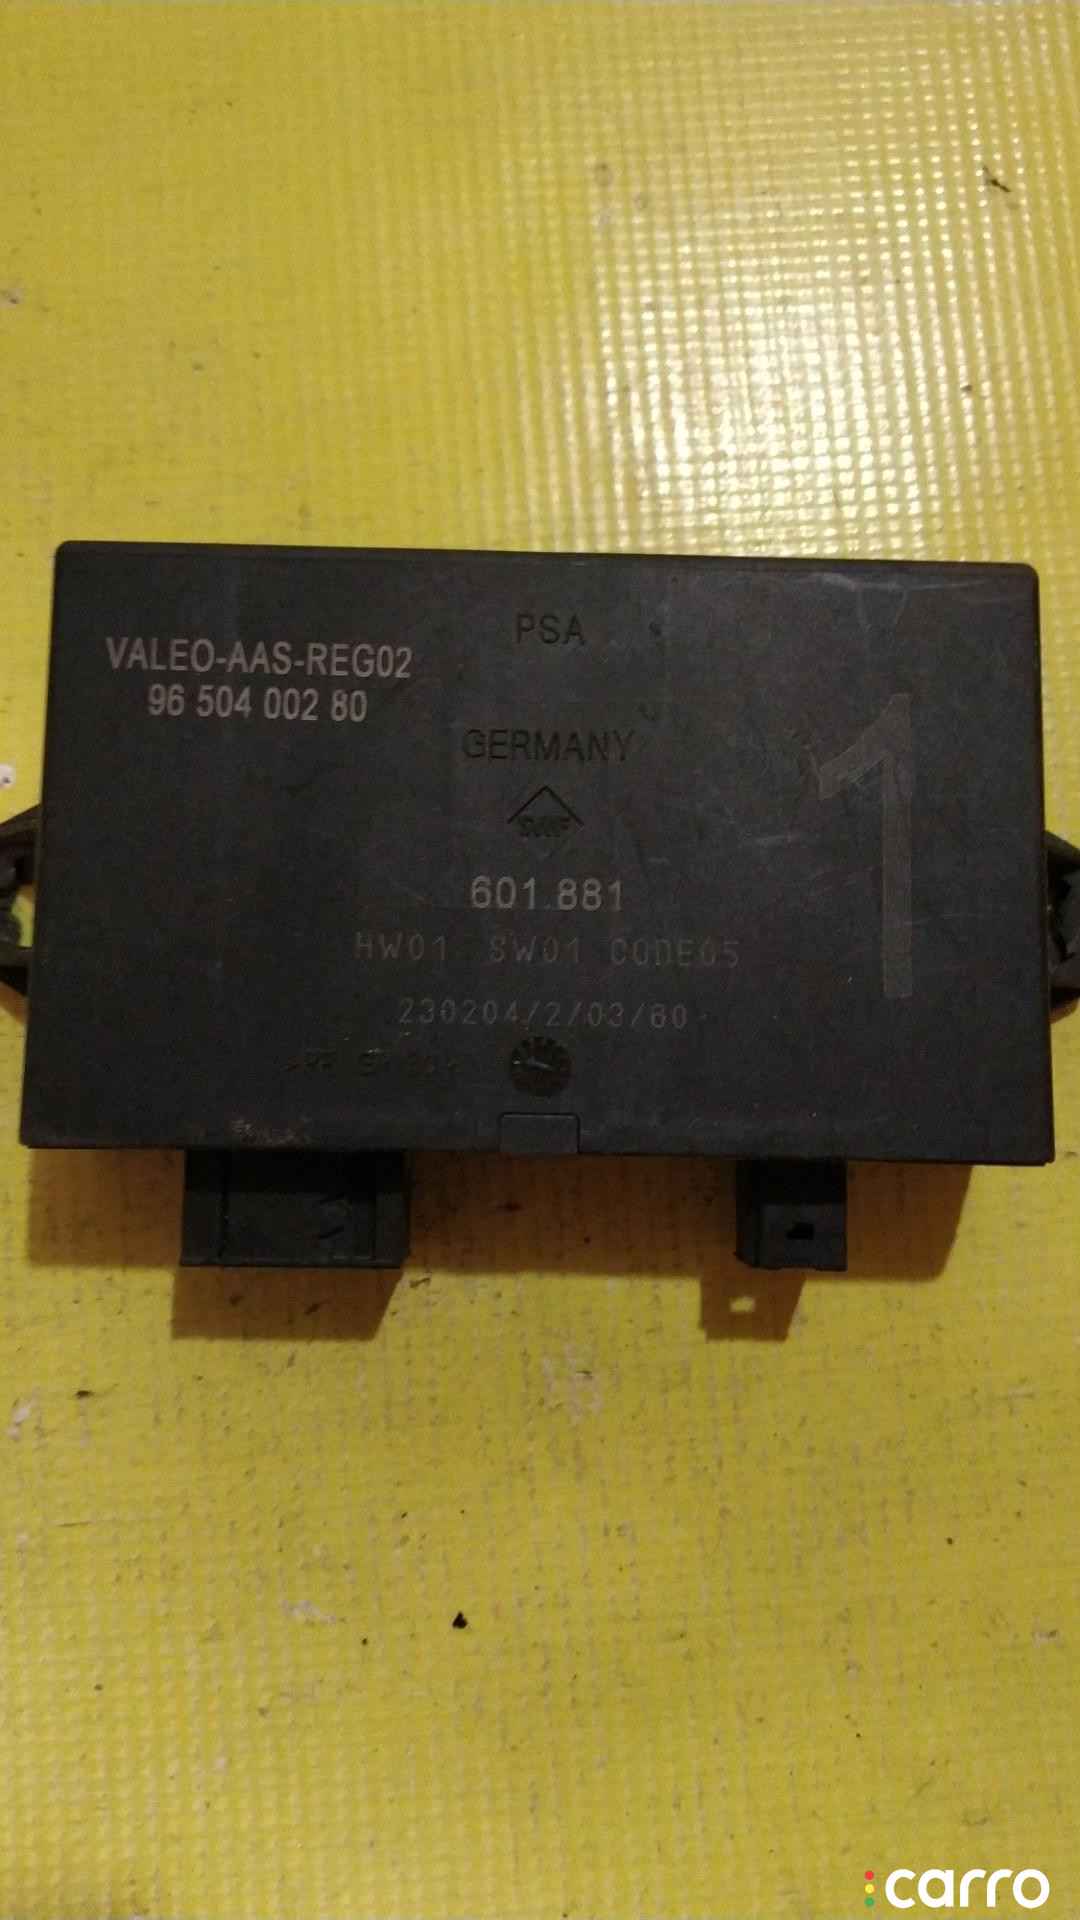 PSA
VALEO-AAS-REG02
96 504 002 80
GERMANY
1
601.881
HW01 SW01 CODE05
230204/2/03/60
carro